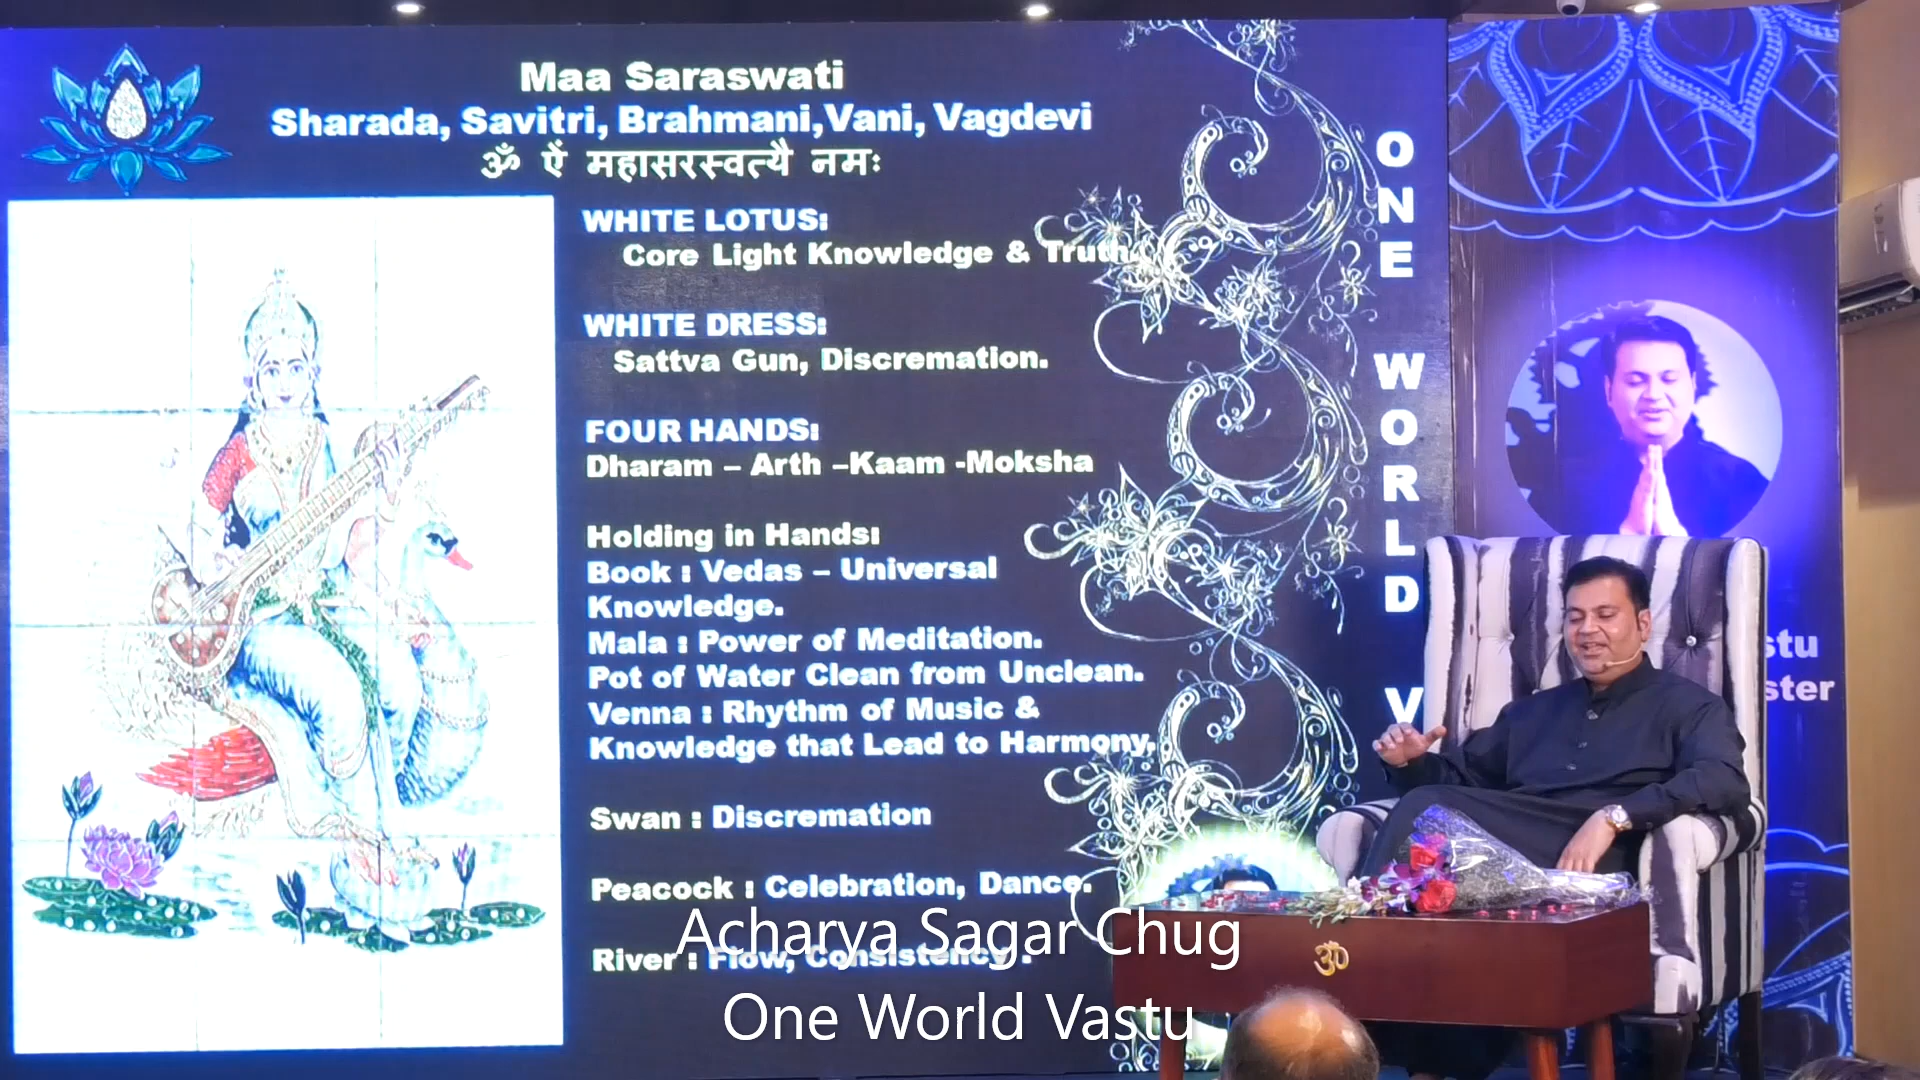 Maa Saraswati
Sharada, Savitri, Brahmani,Vani, Vagdevi
ॐ ऐं महासरस्वत्यै नमः
WHITE LOTUS:
Core Light Knowledge & Truth.
WHITE DRESS:
Sattva Gun, Discremation.
FOUR HANDS:
Dharam – Arth –Kaam -Moksha
Holding in Hands:
Book : Vedas – Universal
Knowledge.
Mala : Power of Meditation.
Pot of Water Clean from Unclean.
Venna : Rhythm of Music &
Knowledge that Lead to Harmony.
Swan : Discremation
Peacock : Celebration, Dance.
River : Flow, Consistency .
ONE WORLD V
stu
ster
ॐ
Acharya Sagar Chug
One World Vastu